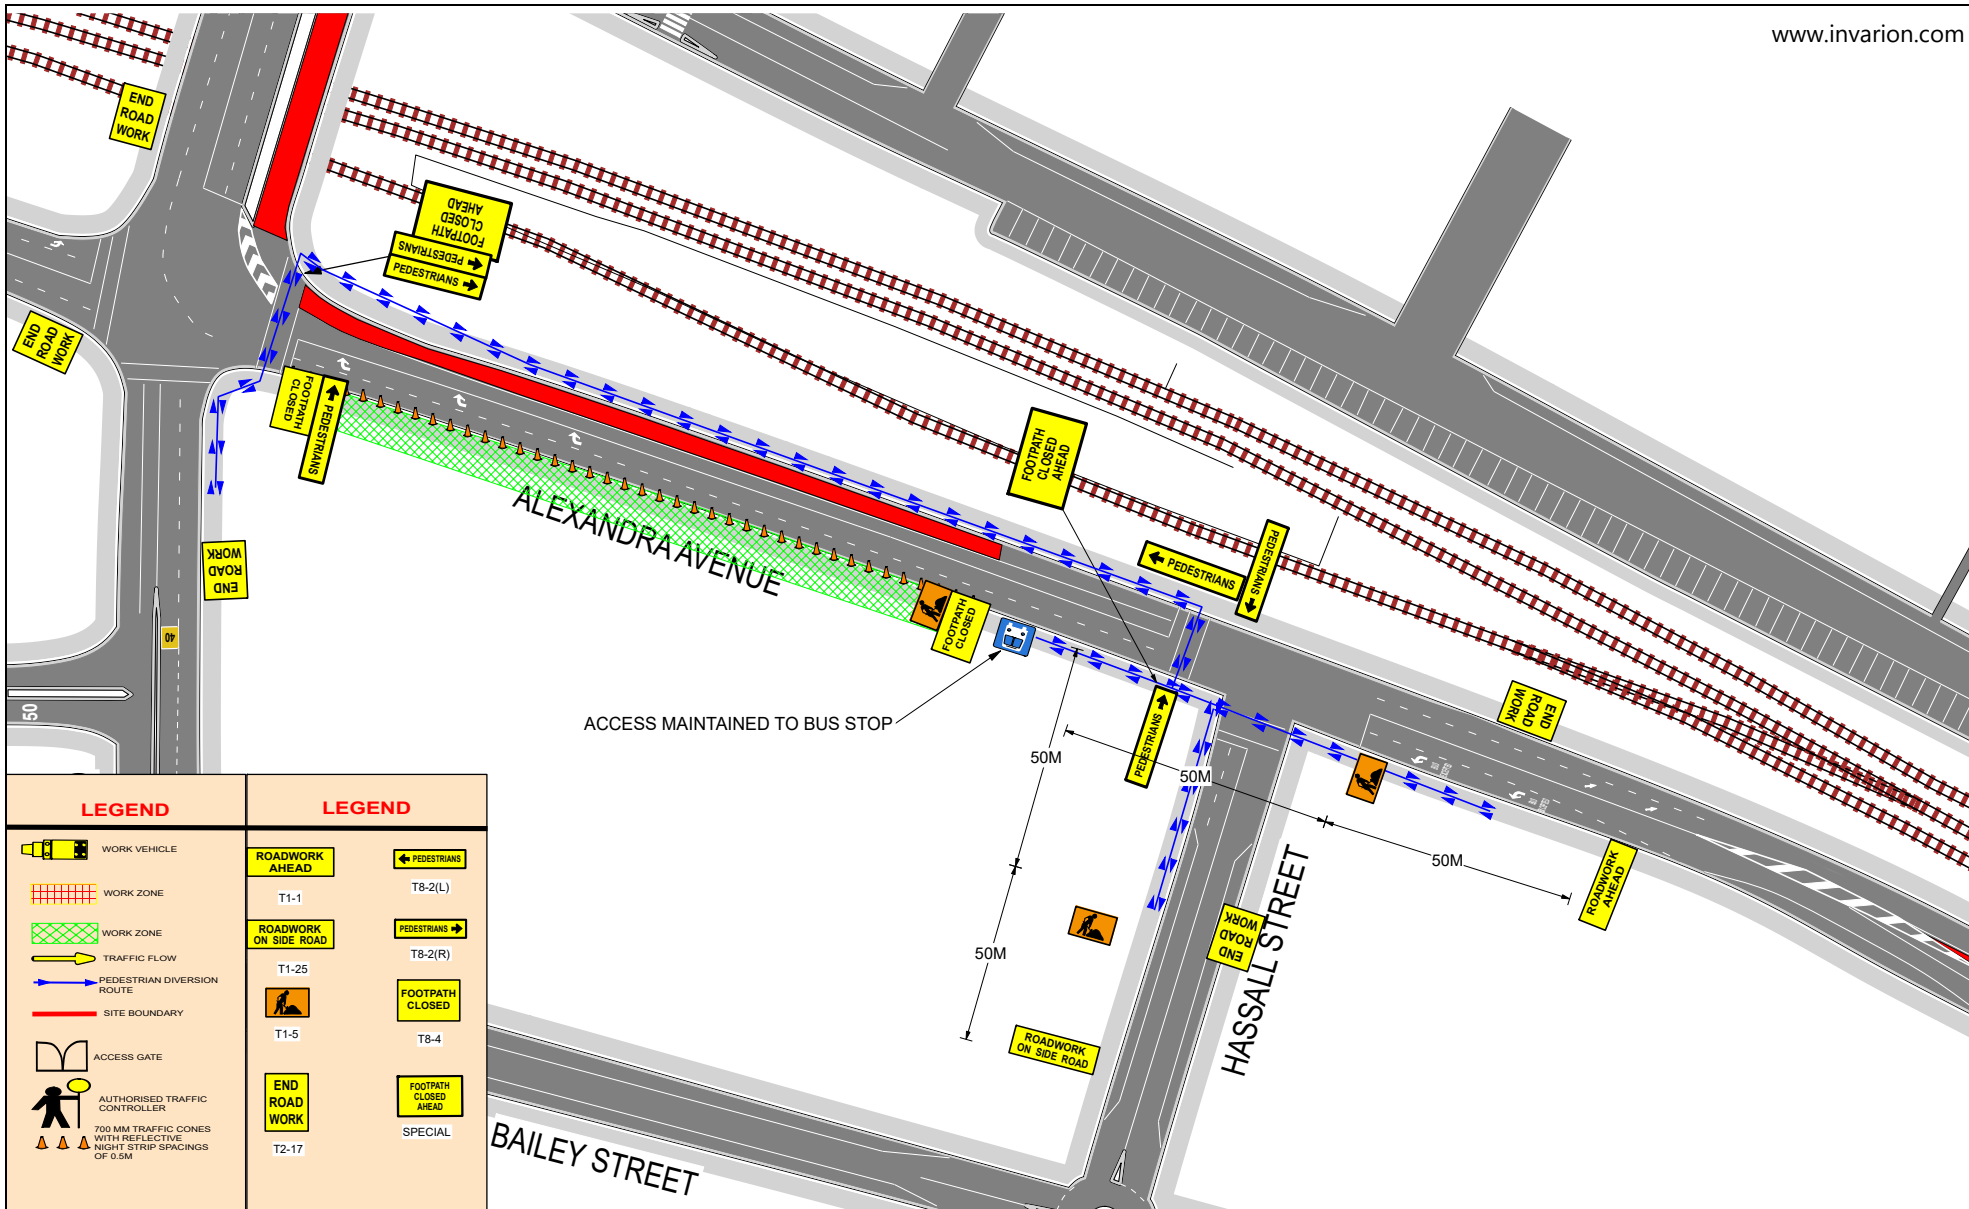 www.invarion.com
END
ROAD
WORK
FOOTPATH
CLOSED
AHEAD
PEDESTRIANS
PEDESTRIANS
END
ROAD
WORK
FOOTPATH
CLOSED
PEDESTRIANS
FOOTPATH
CLOSED
AHEAD
ALEXANDRA AVENUE
PEDESTRIANS
PEDESTRIANS
END
ROAD
WORK
FOOTPATH
CLOSED
40
50
ACCESS MAINTAINED TO BUS STOP
PEDESTRIANS
END
ROAD
WORK
50M
50M
50M
50M
ROADWORK
AHEAD
END
ROAD
WORK
HASSALL STREET
ROADWORK
ON SIDE ROAD
BAILEY STREET
LEGEND
WORK VEHICLE
WORK ZONE
WORK ZONE
TRAFFIC FLOW
PEDESTRIAN DIVERSION
ROUTE
SITE BOUNDARY
ACCESS GATE
AUTHORISED TRAFFIC
CONTROLLER
700 MM TRAFFIC CONES
WITH REFLECTIVE
NIGHT STRIP SPACINGS
OF 0.5M
LEGEND
ROADWORK
AHEAD
T1-1
PEDESTRIANS
T8-2(L)
ROADWORK
ON SIDE ROAD
T1-25
PEDESTRIANS
T8-2(R)
T1-5
FOOTPATH
CLOSED
T8-4
END
ROAD
WORK
T2-17
FOOTPATH
CLOSED
AHEAD
SPECIAL